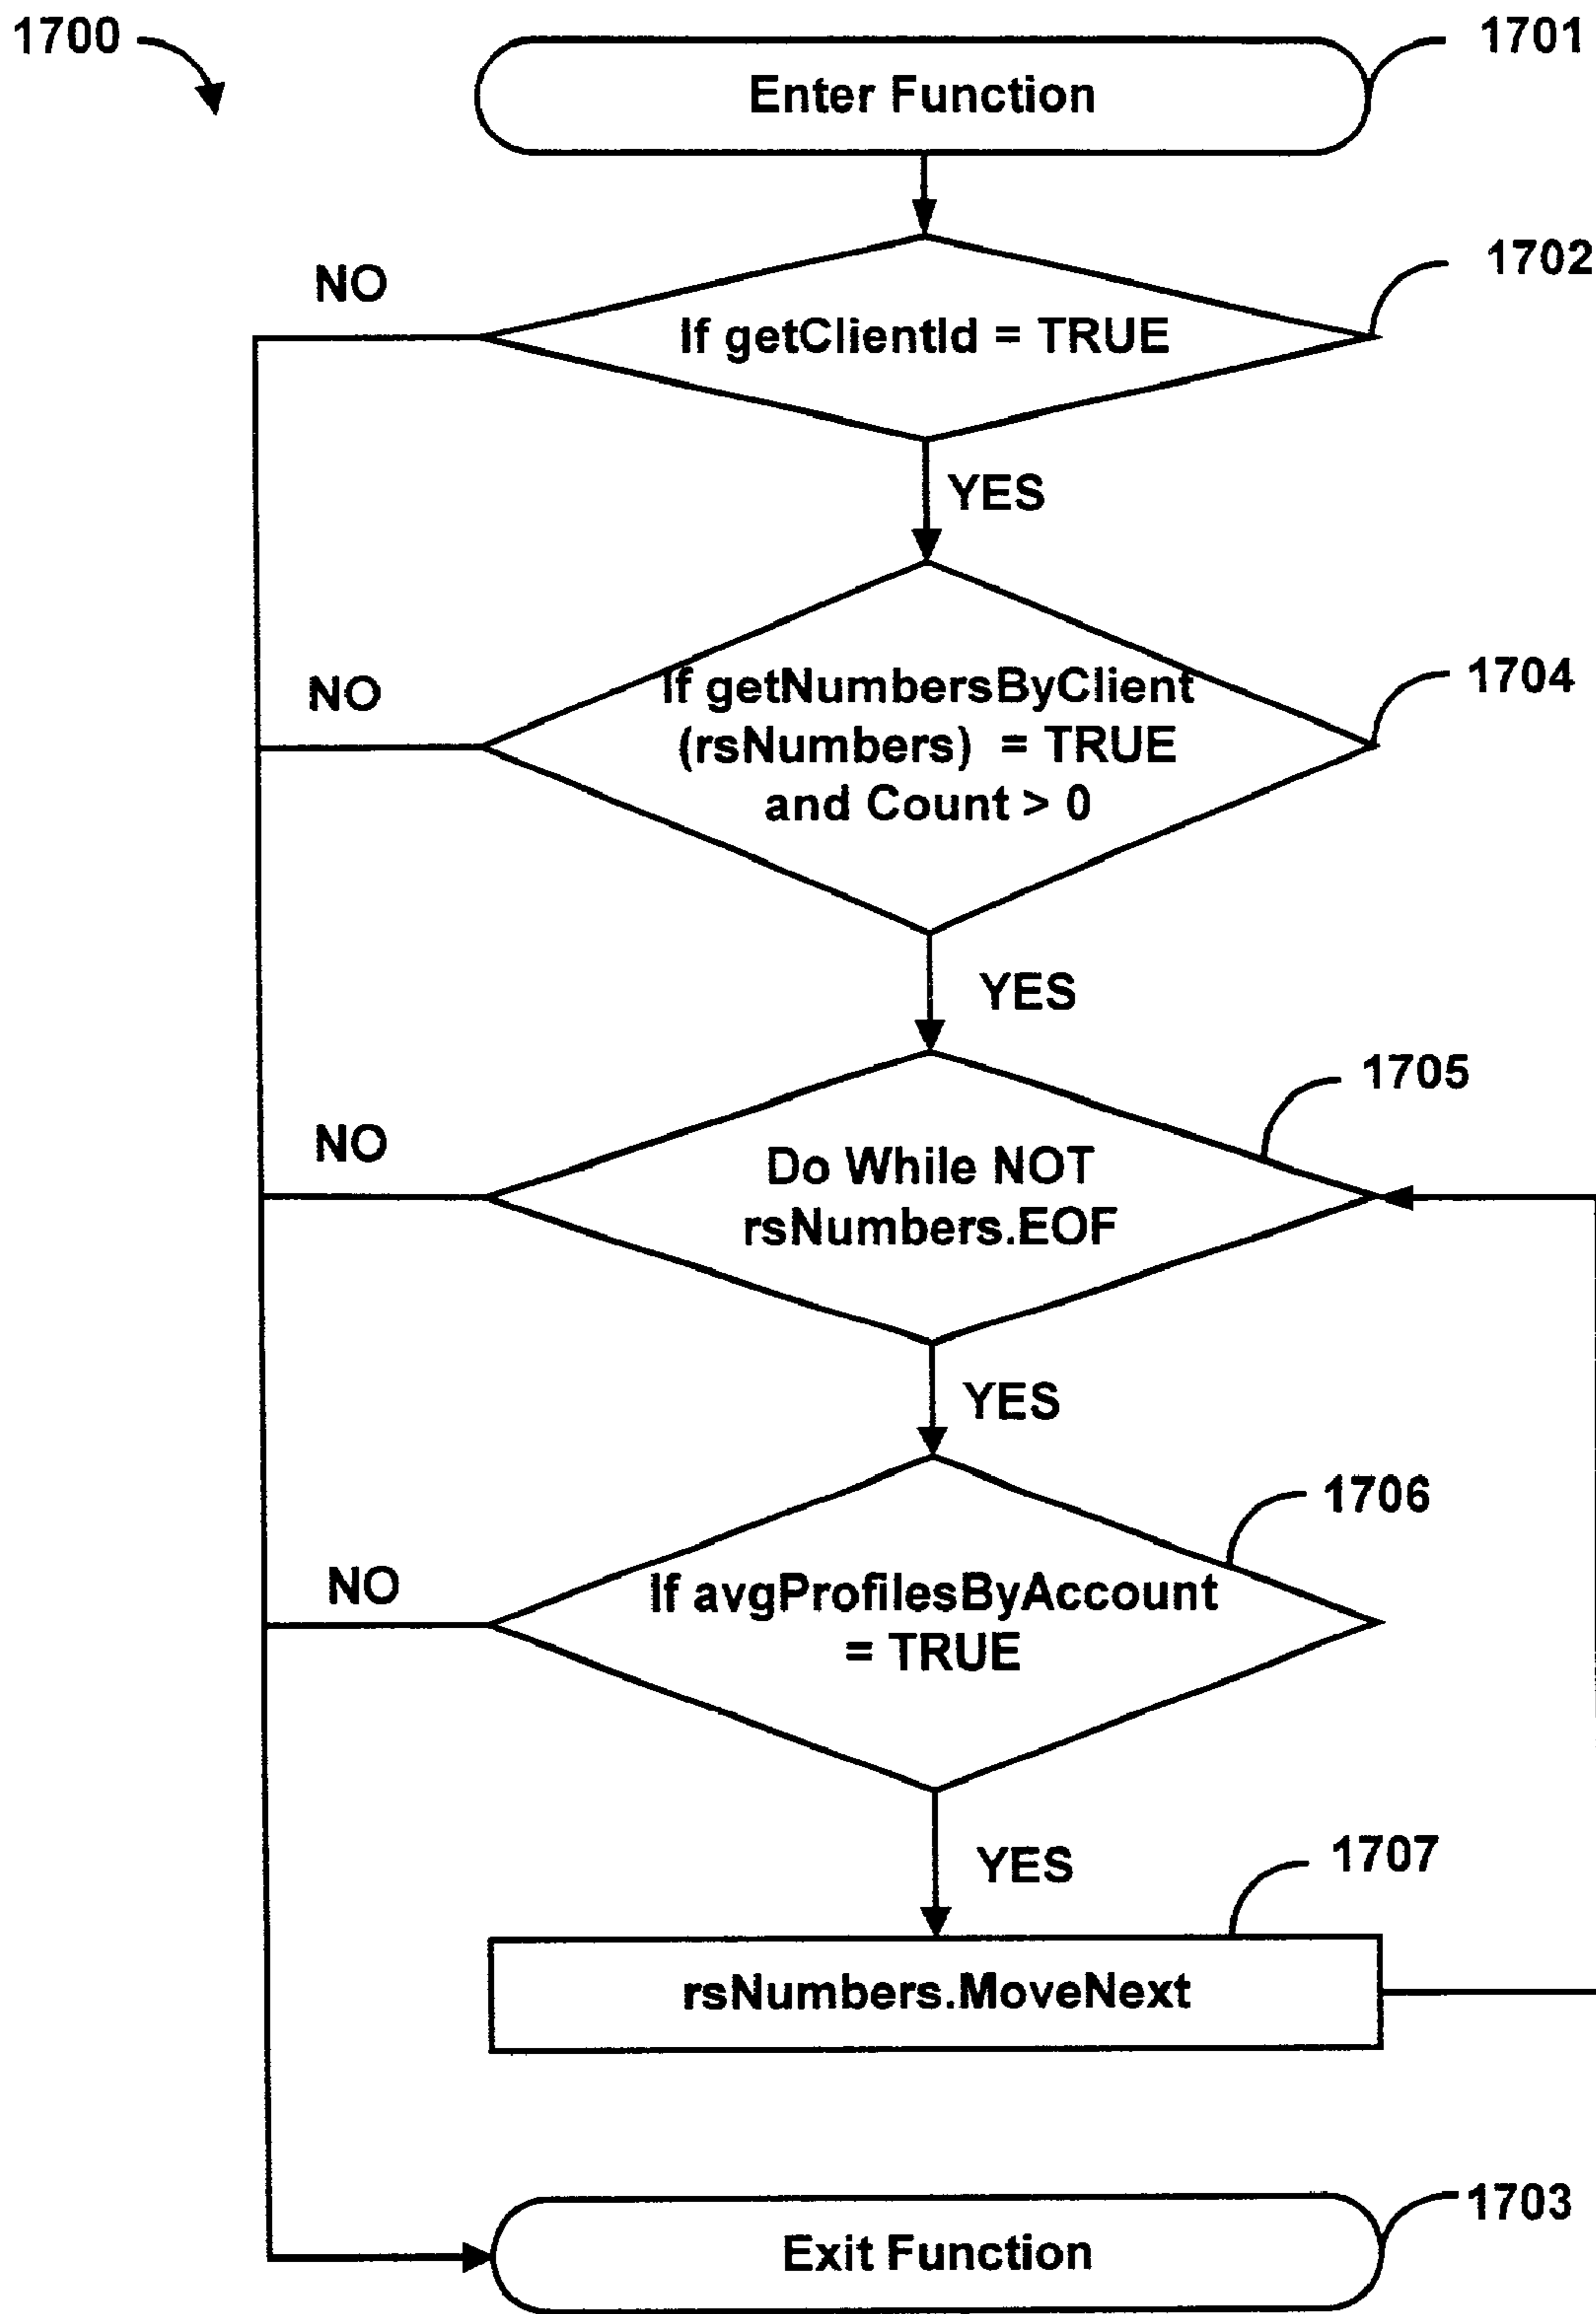 1700
1701
Enter Function
1702
NO
If getClientId = TRUE
YES
1704
NO
If getNumbersByClient
(rsNumbers) = TRUE
and Count > 0
YES
1705
NO
Do While NOT
rsNumbers.EOF
YES
1706
NO
If avgProfilesByAccount
= TRUE
YES
1707
rsNumbers.MoveNext
1703
Exit Function